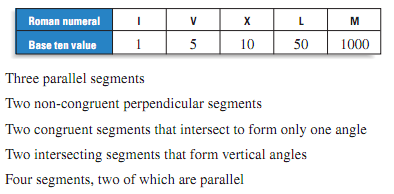 Roman numeral I V X L M
Base ten value 1 5 10 50 1000
Three parallel segments
Two non-congruent perpendicular segments
Two congruent segments that intersect to form only one angle
Two intersecting segments that form vertical angles
Four segments, two of which are parallel